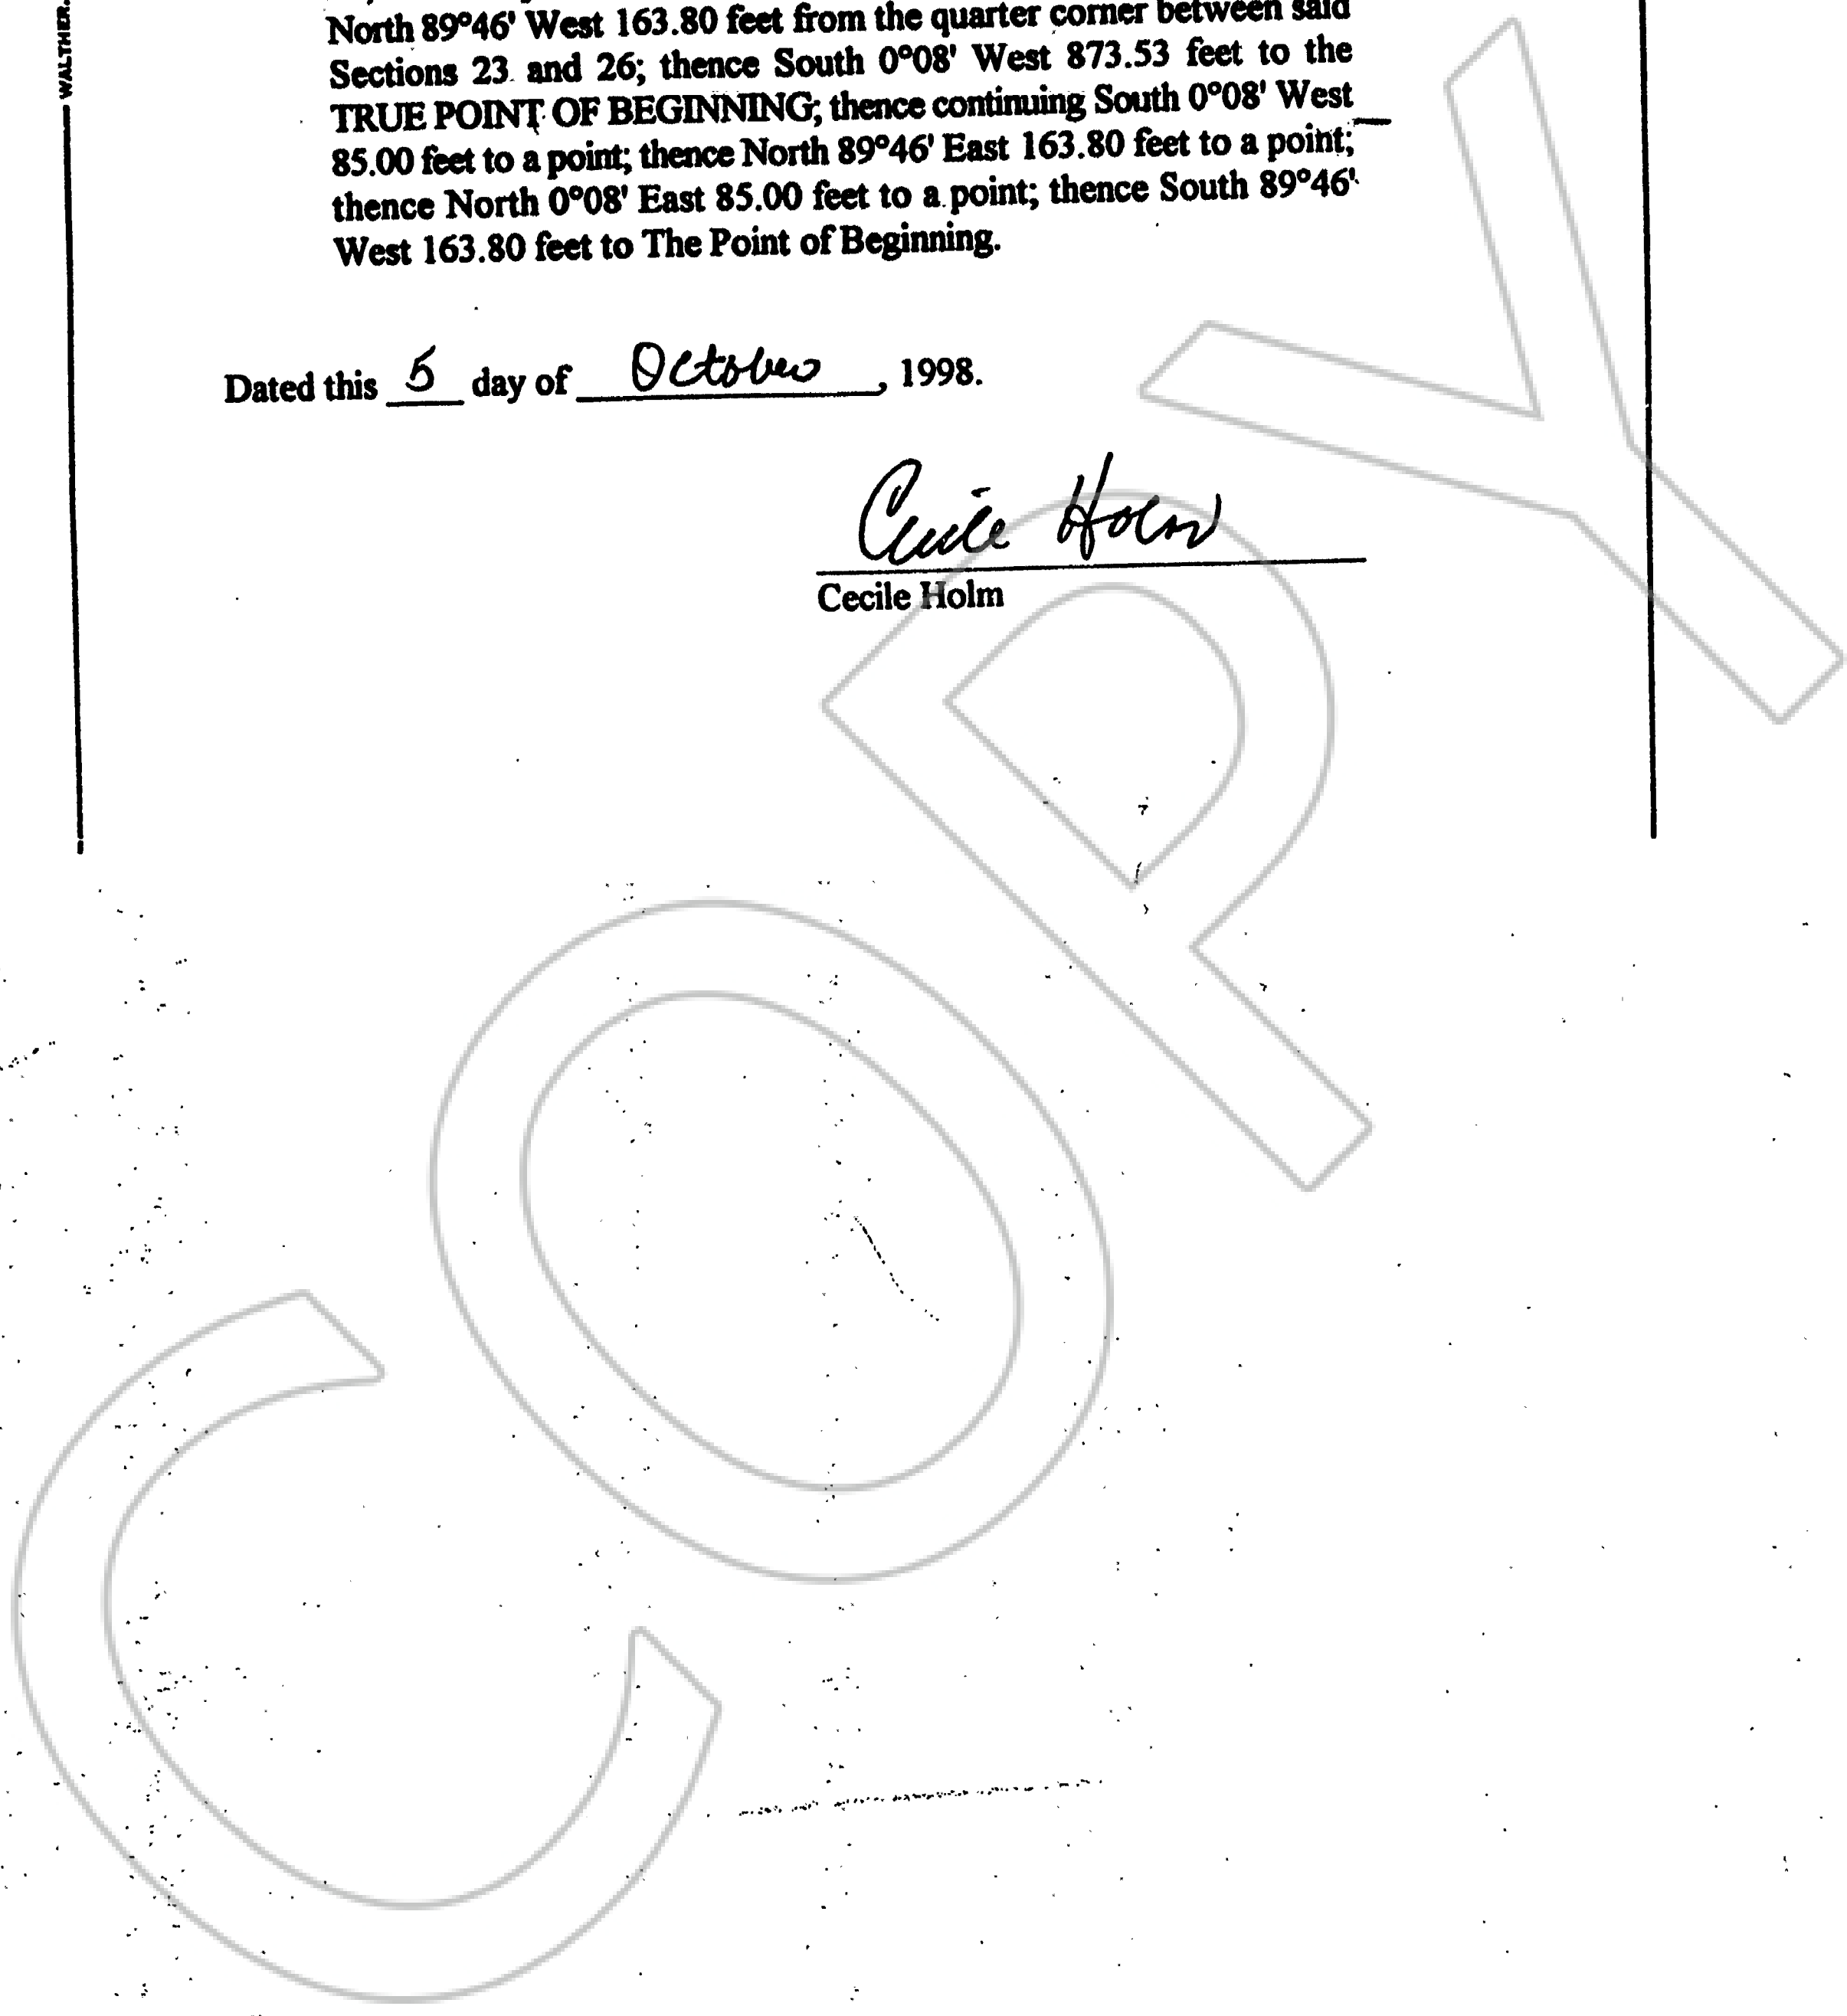 WALTHER.
North 89°46' West 163.80 feet from the quarter corner between said
Sections 23 and 26; thence South 0°08' West 873.53 feet to the
TRUE POINT OF BEGINNING; thence continuing South 0°08' West
85.00 feet to a point; thence North 89°46' East 163.80 feet to a point;
thence North 0°08' East 85.00 feet to a point; thence South 89°46'
West 163.80 feet to The Point of Beginning.
Dated this 5 day of October, 1998.
Cecile Holm
Cecile Holm
COPY